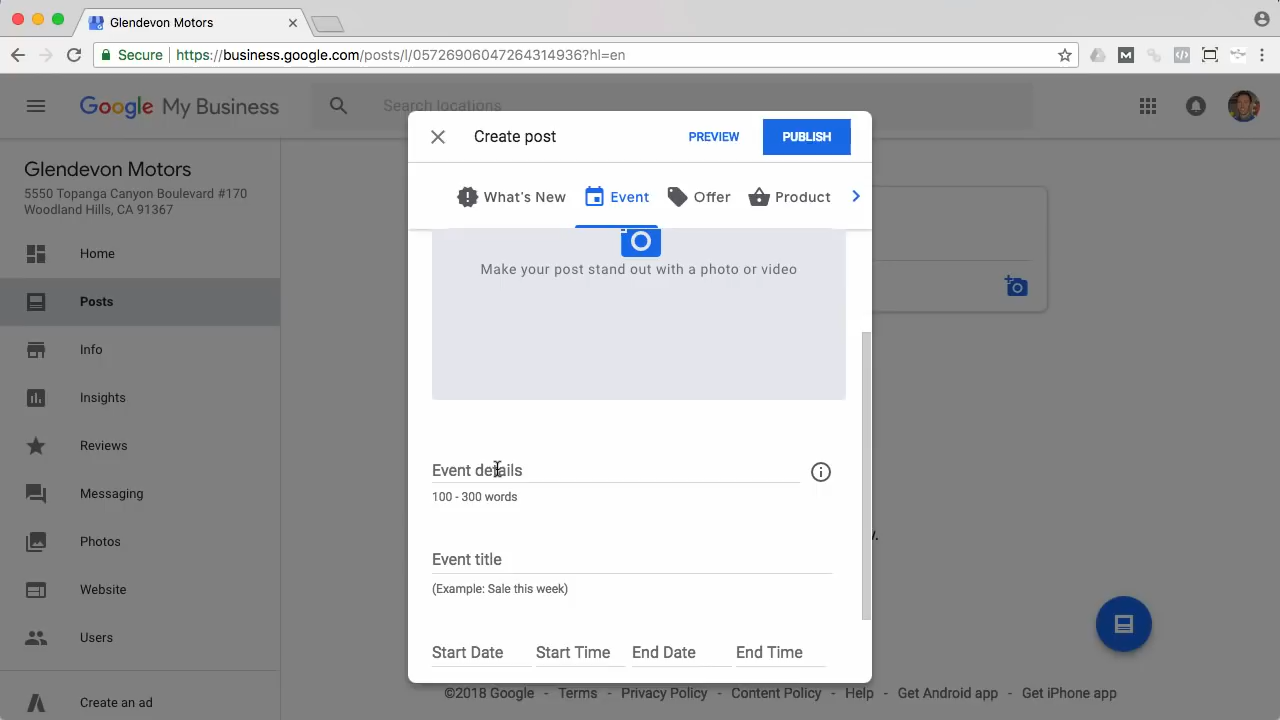 Glendevon Motors
Secure https://business.google.com/posts/l/05726906047264314936?hl=en
Google My Business
Search locations
Glendevon Motors
5550 Topanga Canyon Boulevard #170
Woodland Hills, CA 91367
Home
Posts
Info
Insights
Reviews
Messaging
Photos
Website
Users
Create an ad
Create post
PREVIEW
PUBLISH
What's New
Event
Offer
Product
Make your post stand out with a photo or video
Event details
100 - 300 words
Event title
(Example: Sale this week)
Start Date Start Time End Date End Time
©2018 Google - Terms - Privacy Policy - Content Policy - Help - Get Android app - Get iPhone app